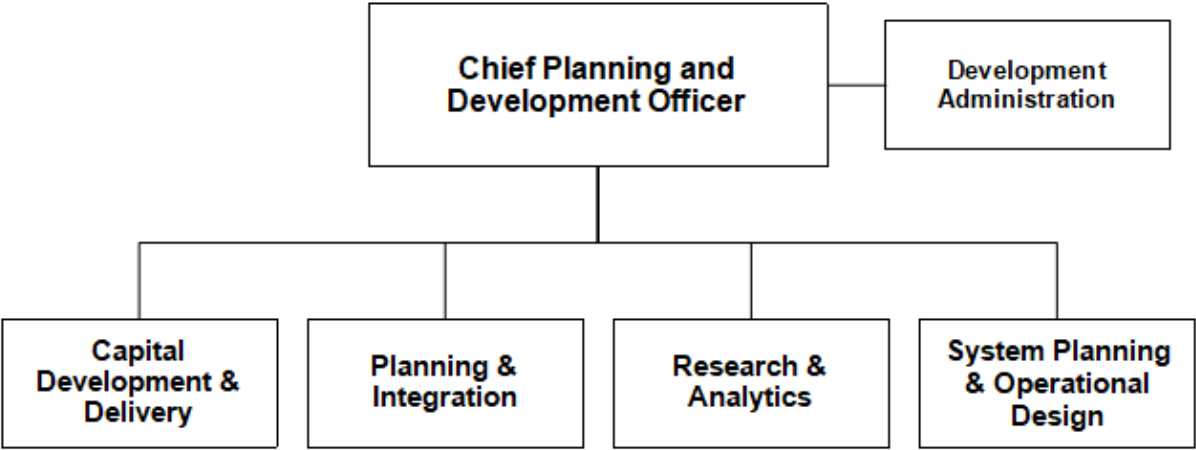 Chief Planning and
Development Officer
Development
Administration
Capital
Development &
Delivery
Planning &
Integration
Research &
Analytics
System Planning
& Operational
Design